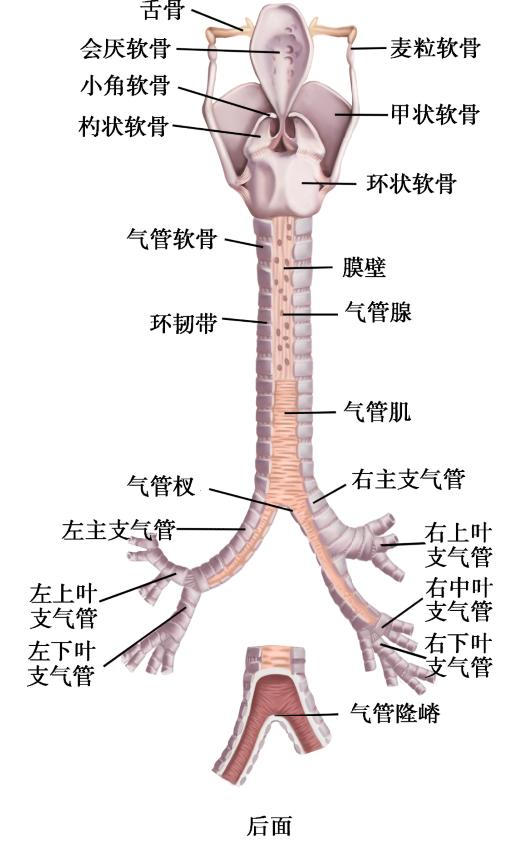 舌骨
会厌软骨
麦粒软骨
小角软骨
甲状软骨
杓状软骨
环状软骨
气管软骨
膜壁
气管腺
环韧带
气管肌
气管杈
右主支气管
左主支气管
右上叶
支气管
左上叶
支气管
右中叶
支气管
左下叶
支气管
右下叶
支气管
气管隆嵴
后面